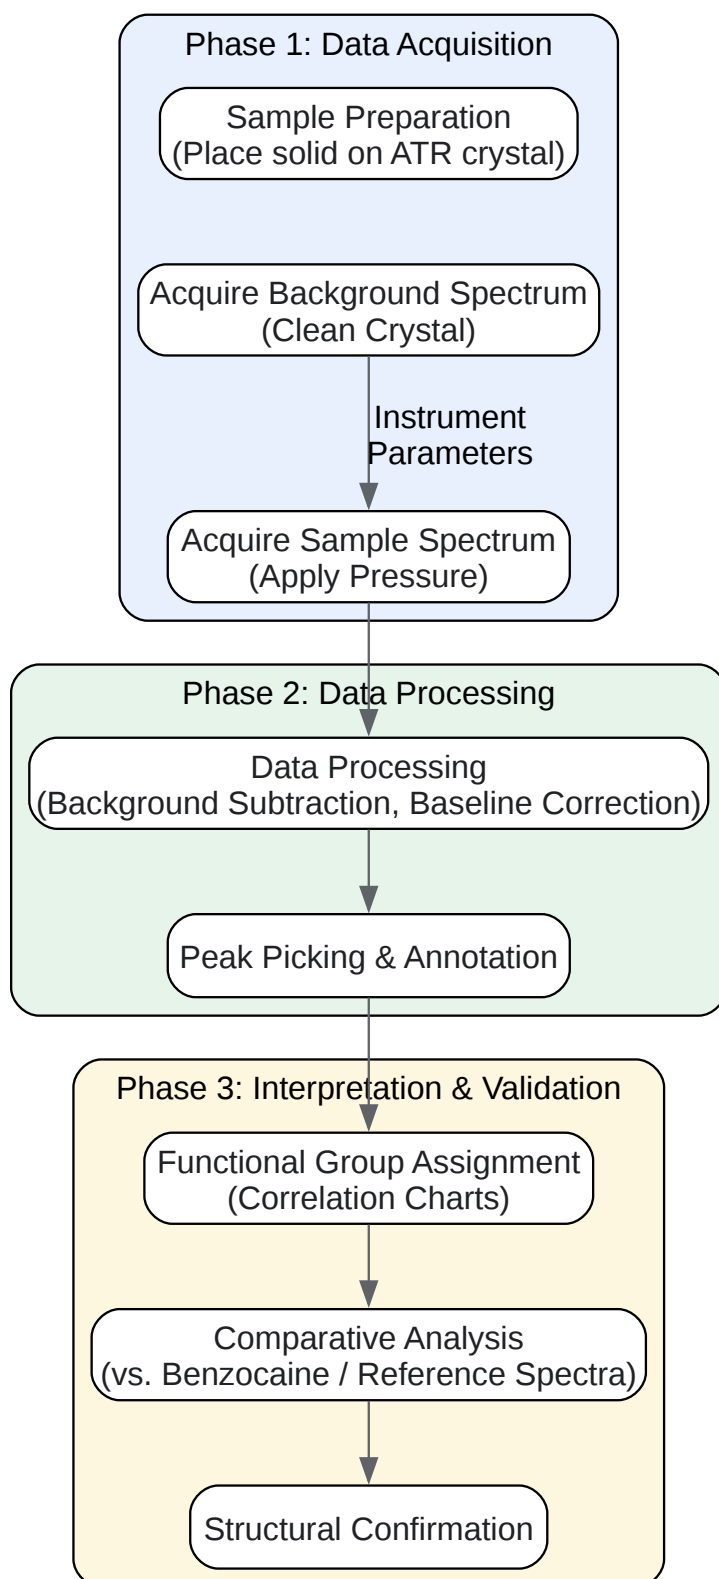 Phase 1: Data Acquisition
Sample Preparation
(Place solid on ATR crystal)
Acquire Background Spectrum
(Clean Crystal)
Instrument
Parameters
Acquire Sample Spectrum
(Apply Pressure)
Phase 2: Data Processing
Data Processing
(Background Subtraction, Baseline Correction)
Peak Picking & Annotation
Phase 3: Interpretation & Validation
Functional Group Assignment
(Correlation Charts)
Comparative Analysis
(vs. Benzocaine / Reference Spectra)
Structural Confirmation